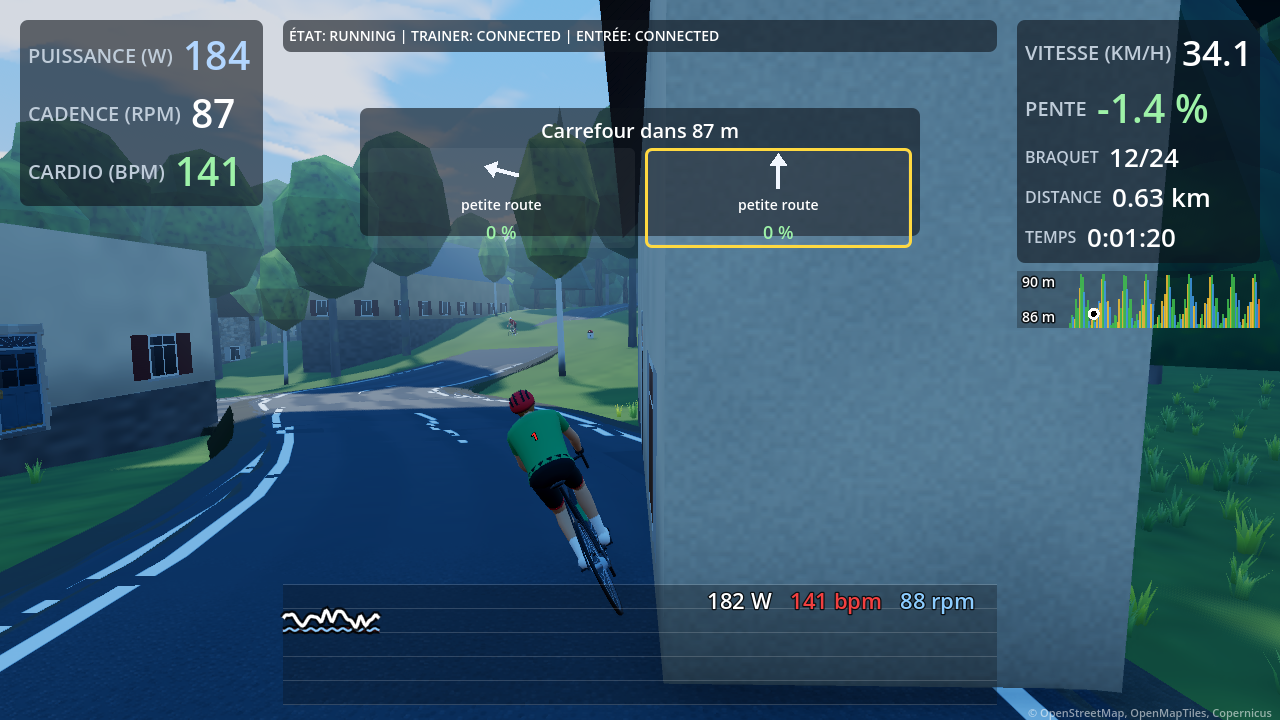 PUISSANCE (W) 184
CADENCE (RPM) 87
CARDIO (BPM) 141
ÉTAT: RUNNING | TRAINER: CONNECTED | ENTRÉE: CONNECTED
Carrefour dans 87 m
petite route
0 %
petite route
0 %
VITESSE (KM/H) 34.1
PENTE -1.4 %
BRAQUET 12/24
DISTANCE 0.63 km
TEMPS 0:01:20
90 m
86 m
182 W 141 bpm 88 rpm
© OpenStreetMap, OpenMapTiles, Copernicus